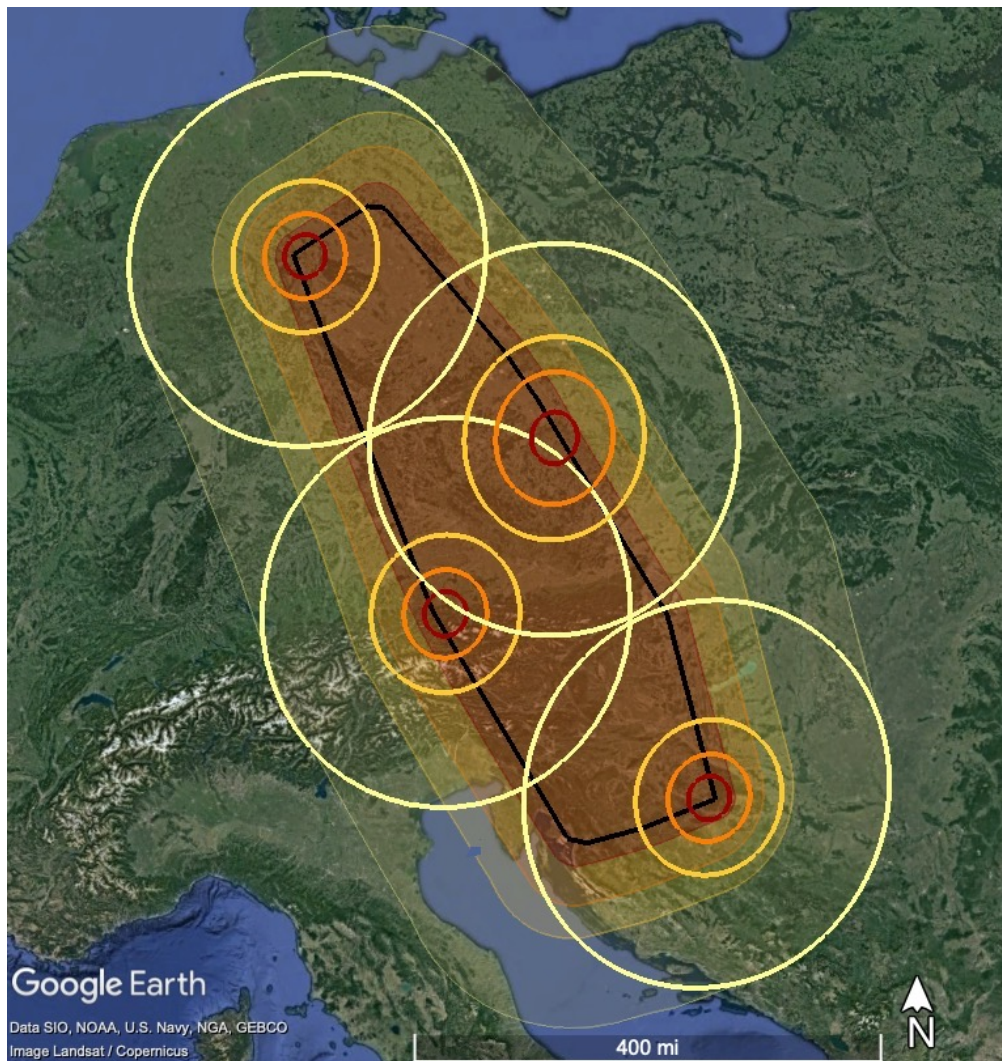 Google Earth
Data SIO, NOAA, U.S. Navy, NGA, GEBCO
Image Landsat / Copernicus
400 mi
N